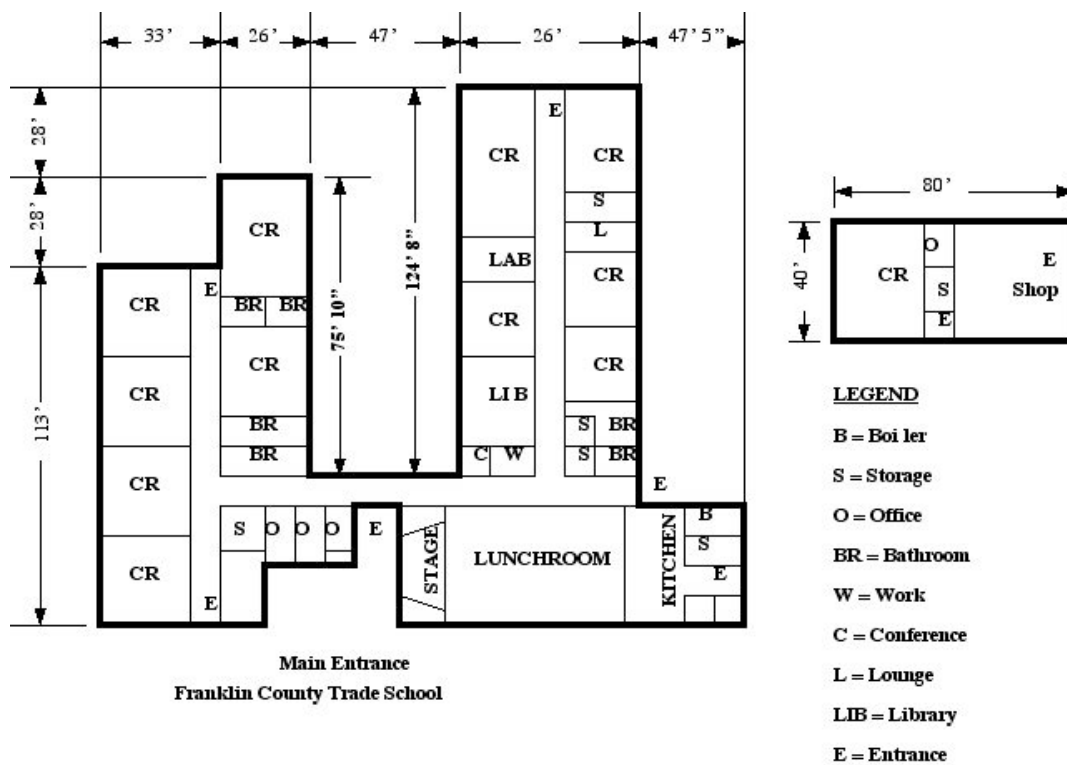 33’ 26’ 47’ 26’ 47’ 5”
28’
E
CR CR
28’
124’ 8”
80’
S
CR
L
O
40’
CR
E
S
Shop
E
LAB
CR
E
CR
BR BR
75’ 10”
CR
CR
CR
CR
LIB
113’
BR
S BR
BR
C W
S BR
CR
E
S O O O E
STAGE
LUNCHROOM
KITCHEN
B
S
E
CR
E
LEGEND
B = Boiler
S = Storage
O = Office
BR = Bathroom
W = Work
C = Conference
L = Lounge
LIB = Library
E = Entrance
Main Entrance
Franklin County Trade School